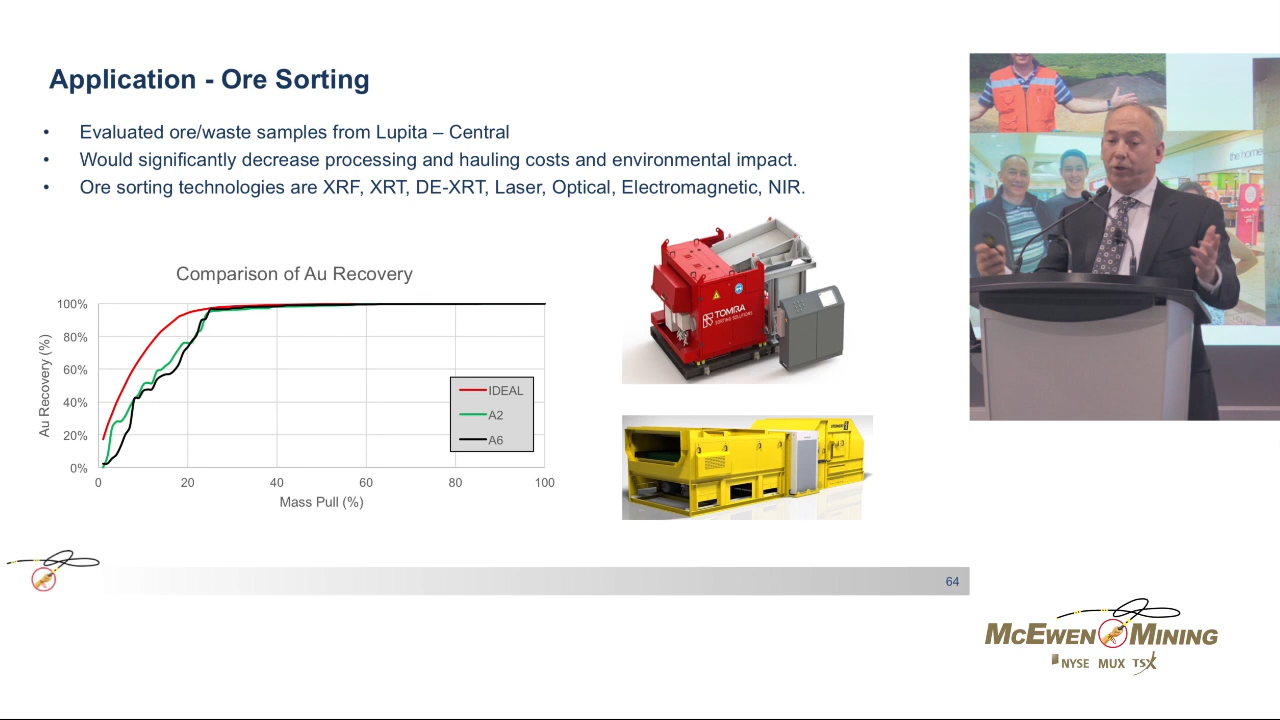 Application - Ore Sorting
• Evaluated ore/waste samples from Lupita – Central
• Would significantly decrease processing and hauling costs and environmental impact.
• Ore sorting technologies are XRF, XRT, DE-XRT, Laser, Optical, Electromagnetic, NIR.
Comparison of Au Recovery
Au Recovery (%)
100%
80%
60%
40%
20%
0%
0 20 40 60 80 100
Mass Pull (%)
IDEAL
A2
A6
TOMRA
SORTING SOLUTIONS
the home
64
McEwen Mining
NYSE MUX TSX